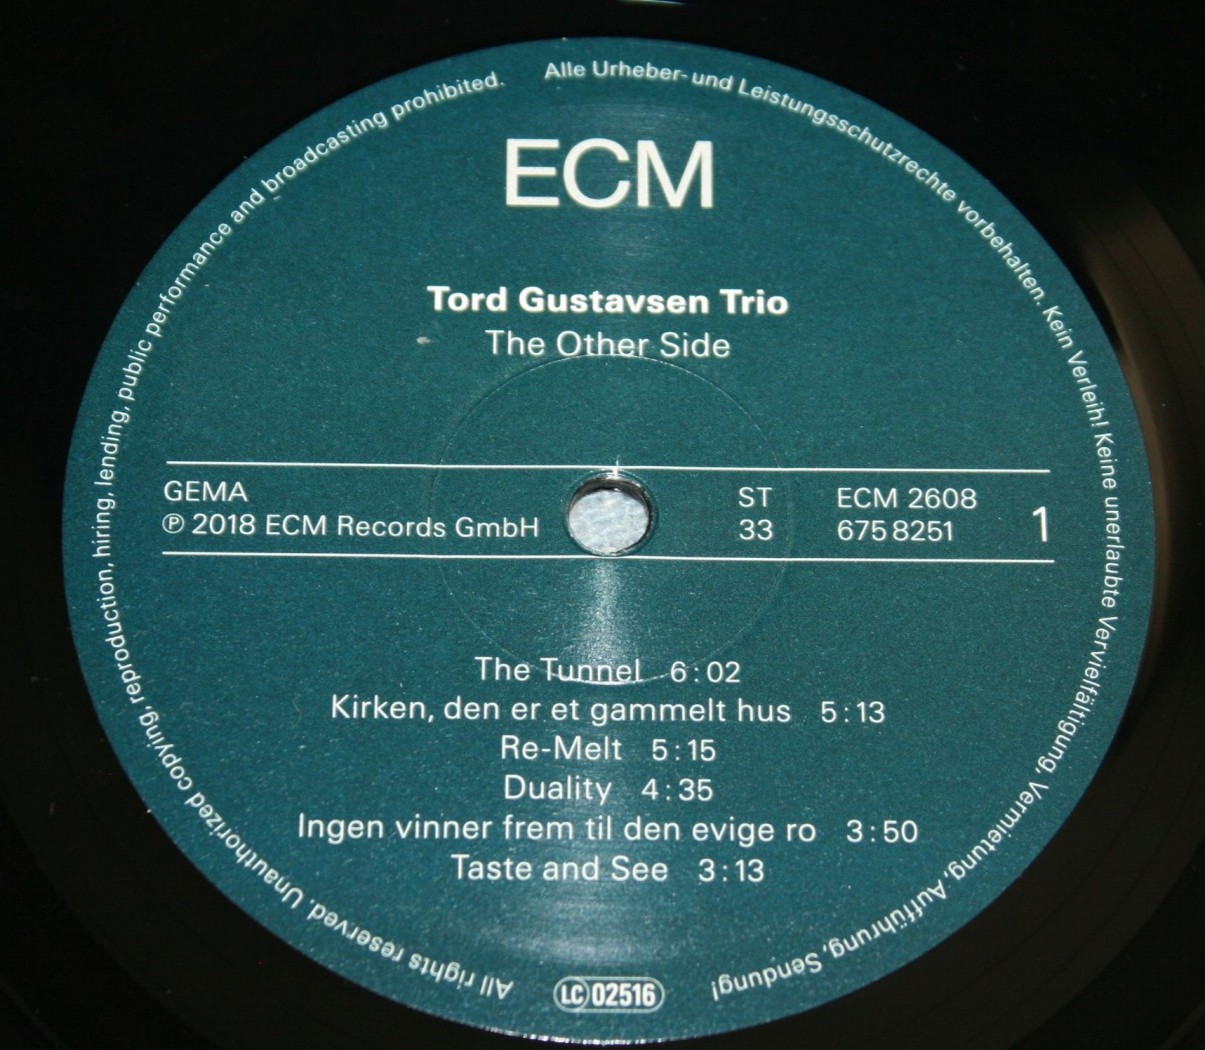 ECM
Tord Gustavsen Trio
The Other Side
GEMA
℗ 2018 ECM Records GmbH
ST
33
ECM 2608
675 8251
1
The Tunnel 6:02
Kirken, den er et gammelt hus 5:13
Re-Melt 5:15
Duality 4:35
Ingen vinner frem til den evige ro 3:50
Taste and See 3:13
Alle Urheber- und Leistungsschutzrechte vorbehalten. Kein Verleih! Keine unerlaubte Vervielfältigung, Vermietung, Aufführung, Sendung!
LC 02516
All rights reserved. Unauthorized copying, reproduction, hiring, lending, public performance and broadcasting prohibited.